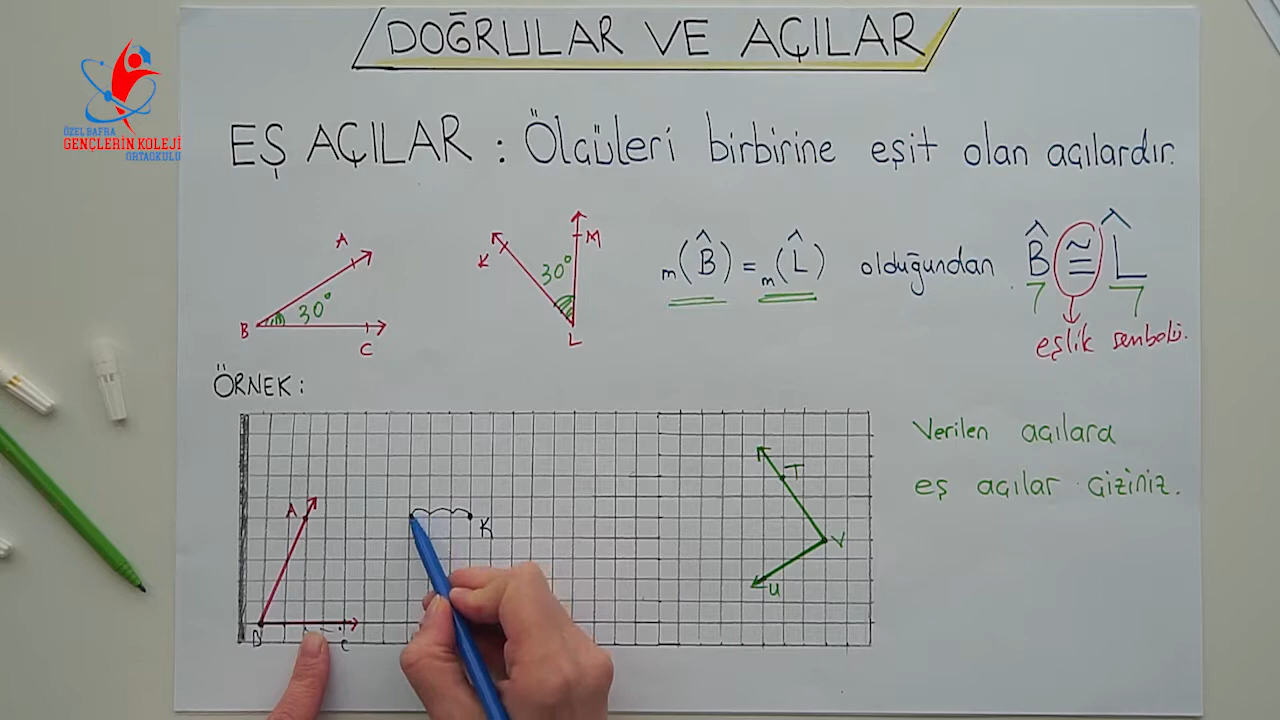 DOĞRULAR VE AÇILAR
ÖZEL BAFRA
GENÇLERİN KOLEJİ
ORTAOKULU
EŞ AÇILAR : Ölçüleri birbirine eşit olan açılardır.
A
30°
B
C
K
M
30°
L
m(B̂) = m(L̂) olduğundan B̂ ≅ L̂
eşlik sembolü.
ÖRNEK:
Verilen açılara
eş açılar çiziniz.
A
B
C
K
T
V
U